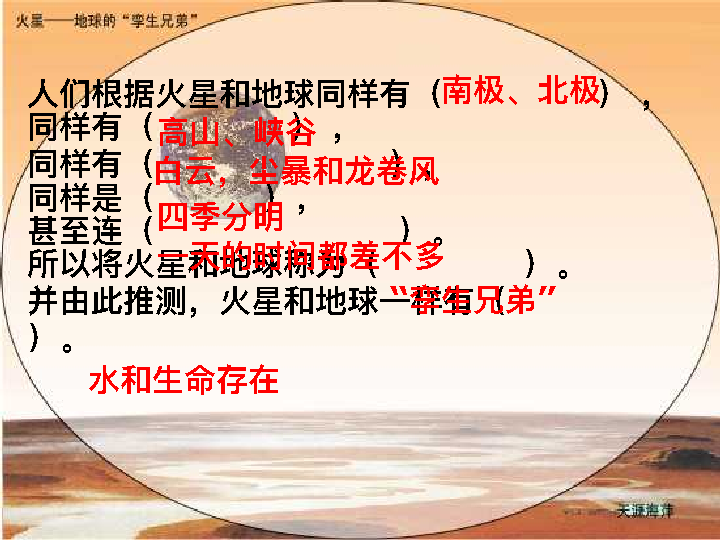 火星——地球的“孪生兄弟”
人们根据火星和地球同样有（南极、北极），
同样有（高山、峡谷），
同样有（白云，尘暴和龙卷风），
同样是（四季分明），
甚至连（一天的时间都差不多）。
所以将火星和地球称为（“孪生兄弟”）。
并由此推测，火星和地球一样有（
）。
水和生命存在
天涯海洋